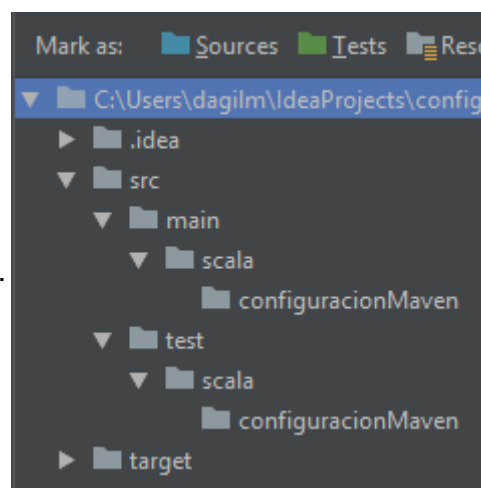 Mark as: Sources Tests
C:\Users\dagilm\IdeaProjects\config
.idea
src
main
scala
.
configuracionMaven
test
scala
configuracionMaven
target